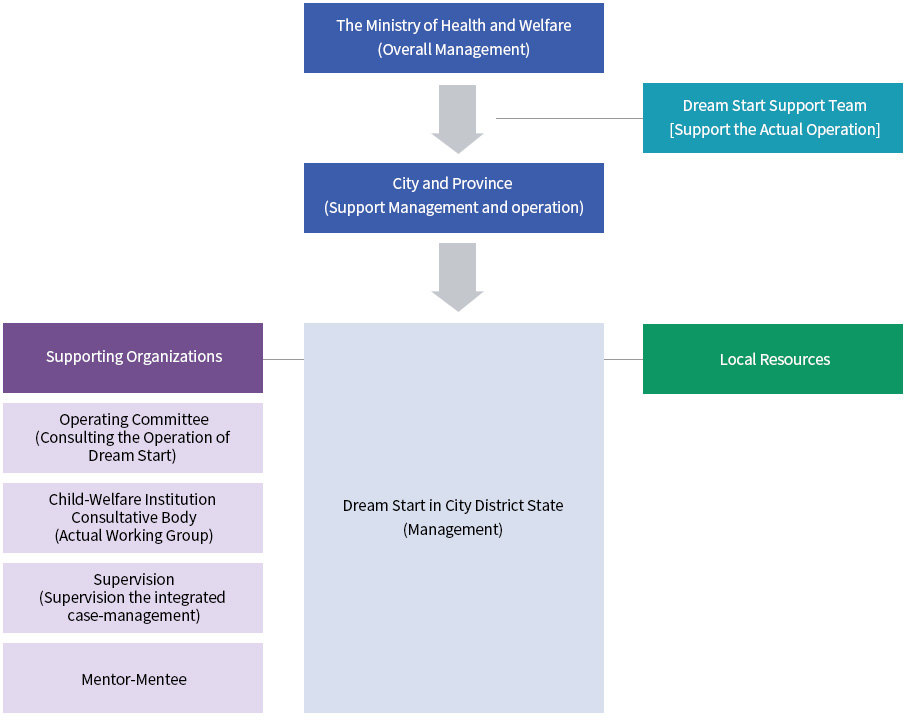 The Ministry of Health and Welfare
(Overall Management)
Dream Start Support Team
[Support the Actual Operation]
City and Province
(Support Management and operation)
Supporting Organizations
Operating Committee
(Consulting the Operation of
Dream Start)
Child-Welfare Institution
Consultative Body
(Actual Working Group)
Supervision
(Supervision the integrated
case-management)
Mentor-Mentee
Dream Start in City District State
(Management)
Local Resources